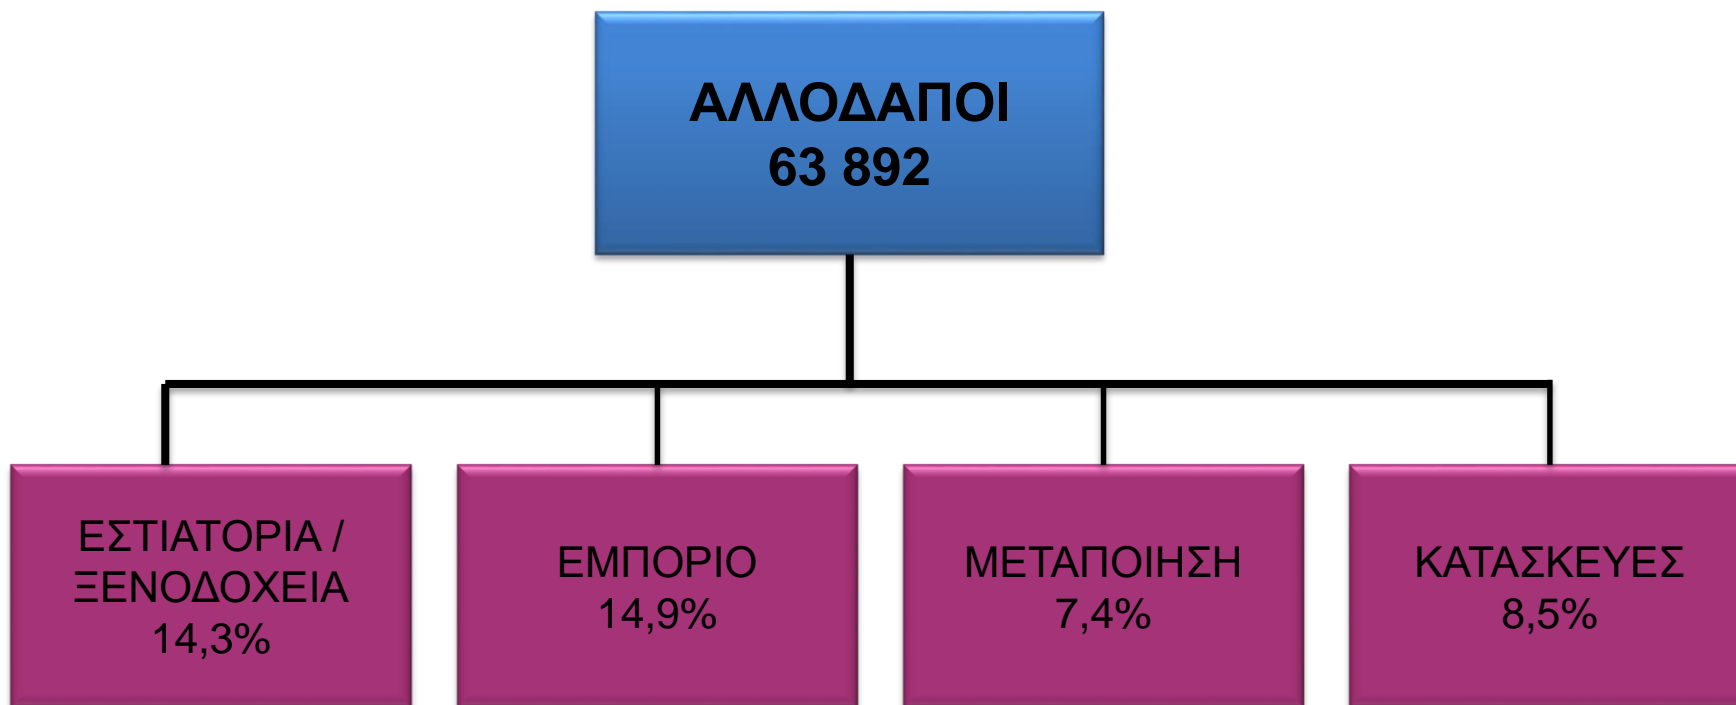 ΑΛΛΟΔΑΠΟΙ
63 892
ΕΣΤΙΑΤΟΡΙΑ /
ΞΕΝΟΔΟΧΕΙΑ
14,3%
ΕΜΠΟΡΙΟ
14,9%
ΜΕΤΑΠΟΙΗΣΗ
7,4%
ΚΑΤΑΣΚΕΥΕΣ
8,5%